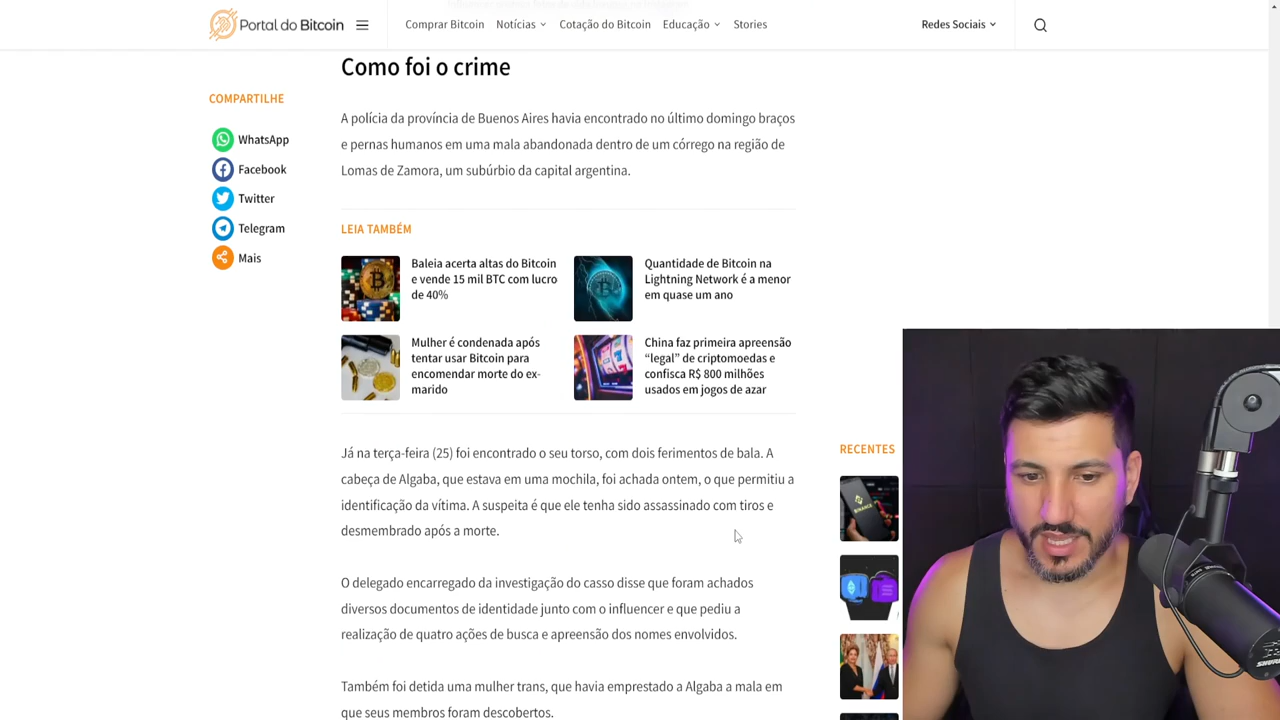 Portal do Bitcoin
Comprar Bitcoin
Notícias
Cotação do Bitcoin
Educação
Stories
Redes Sociais
Como foi o crime
COMPARTILHE
WhatsApp
Facebook
Twitter
Telegram
Mais
A polícia da província de Buenos Aires havia encontrado no último domingo braços
e pernas humanos em uma mala abandonada dentro de um córrego na região de
Lomas de Zamora, um subúrbio da capital argentina.
LEIA TAMBÉM
Baleia acerta altas do Bitcoin
e vende 15 mil BTC com lucro
de 40%
Quantidade de Bitcoin na
Lightning Network é a menor
em quase um ano
Mulher é condenada após
tentar usar Bitcoin para
encomendar morte do ex-
marido
China faz primeira apreensão
“legal” de criptomoedas e
confisca R$ 800 milhões
usados em jogos de azar
Já na terça-feira (25) foi encontrado o seu torso, com dois ferimentos de bala. A
cabeça de Algaba, que estava em uma mochila, foi achada ontem, o que permitiu a
identificação da vítima. A suspeita é que ele tenha sido assassinado com tiros e
desmembrado após a morte.
O delegado encarregado da investigação do casso disse que foram achados
diversos documentos de identidade junto com o influencer e que pediu a
realização de quatro ações de busca e apreensão dos nomes envolvidos.
Também foi detida uma mulher trans, que havia emprestado a Algaba a mala em
que seus membros foram descobertos.
RECENTES
BINANCE
SHURE